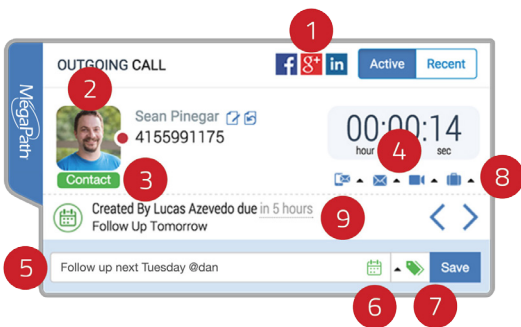 1
OUTGOING CALL
f g+ in
Active Recent
2
MegaPath
Sean Pinegar
4155991175
00:00:14
hour sec
4
Contact
3
8
Created By Lucas Azevedo due in 5 hours
Follow Up Tomorrow
9
5
Follow up next Tuesday @dan
Save
6
7